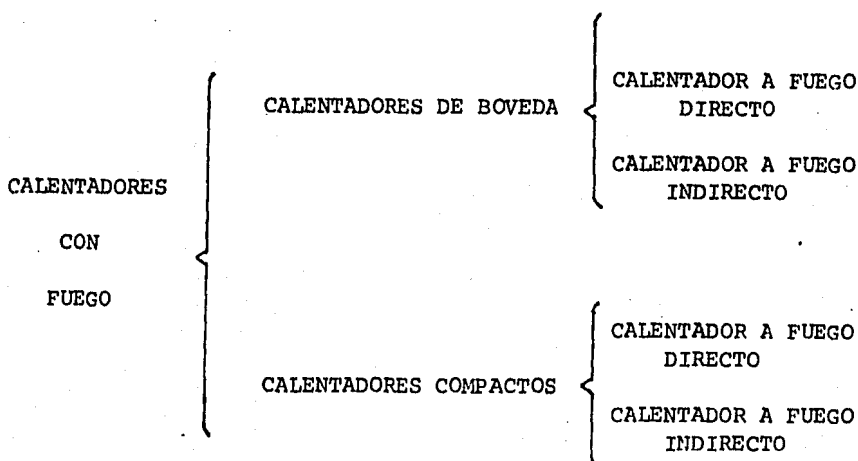 CALENTADORES
CON
FUEGO
CALENTADORES DE BOVEDA
CALENTADOR A FUEGO
DIRECTO
CALENTADOR A FUEGO
INDIRECTO
CALENTADORES COMPACTOS
CALENTADOR A FUEGO
DIRECTO
CALENTADOR A FUEGO
INDIRECTO